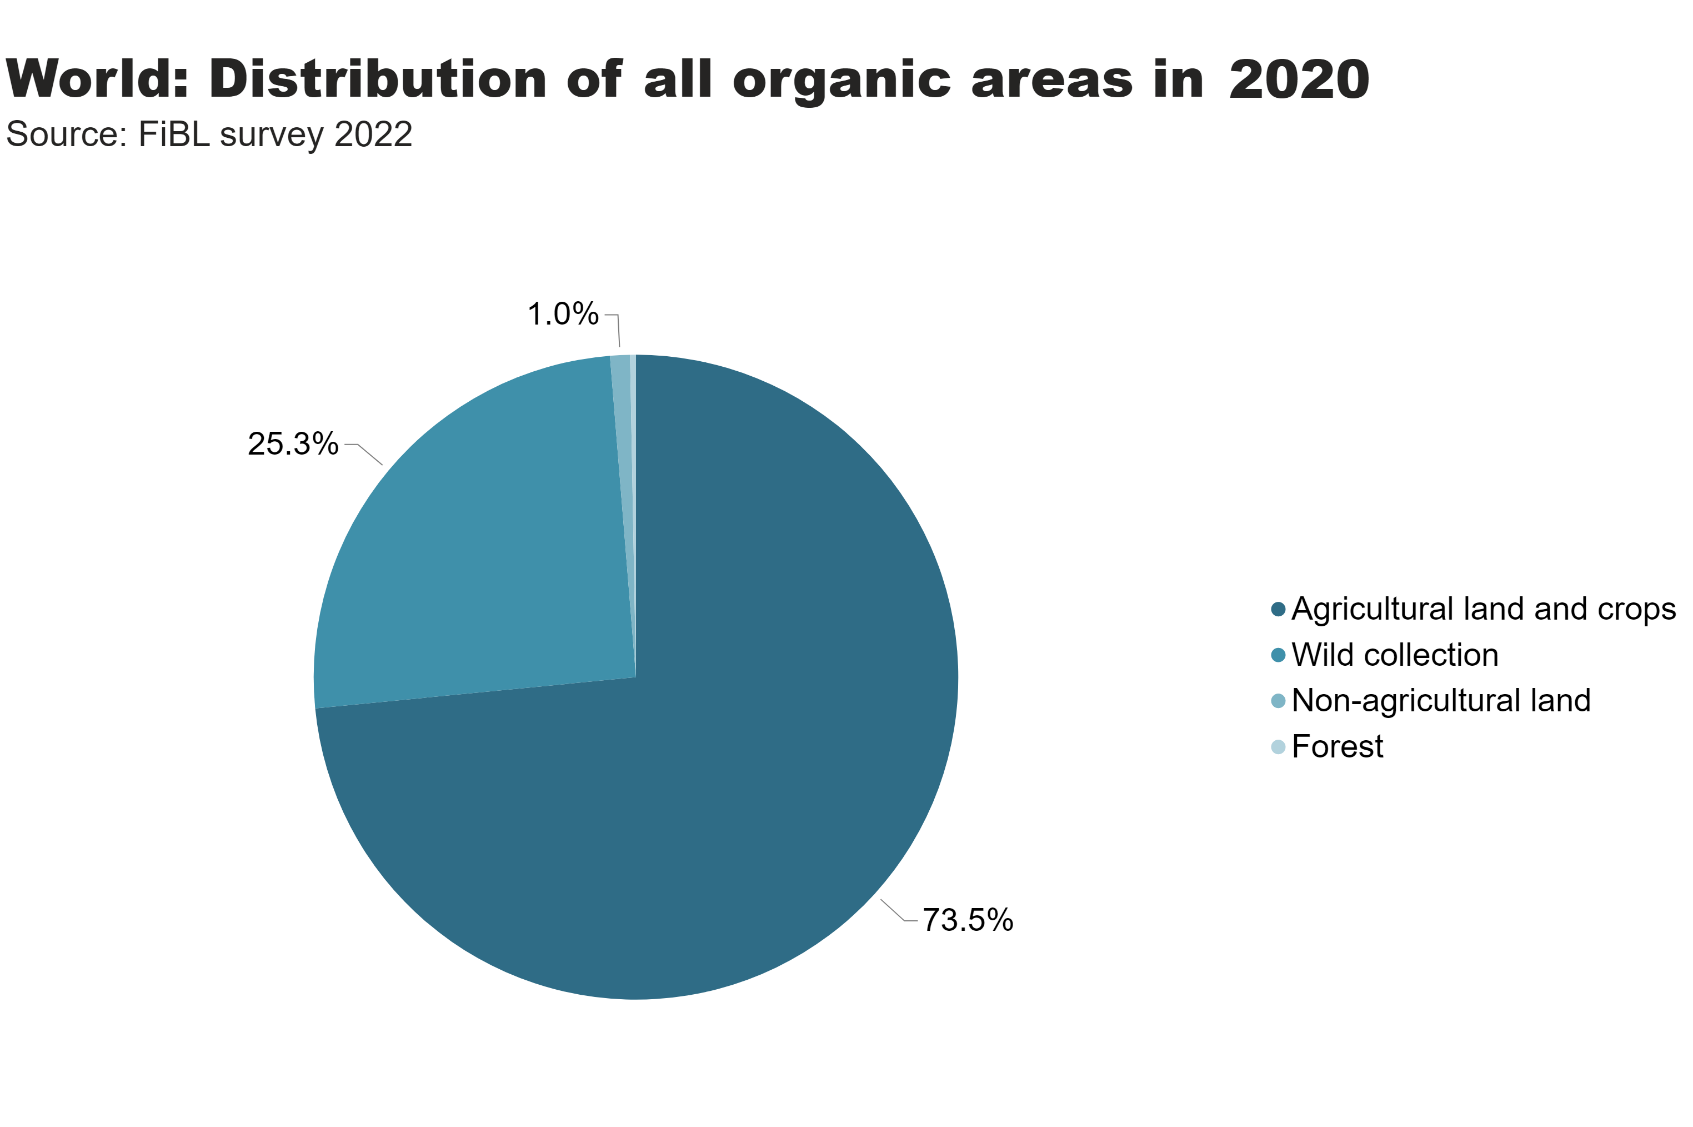 World: Distribution of all organic areas in 2020
Source: FiBL survey 2022
1.0%
25.3%
73.5%
Agricultural land and crops
Wild collection
Non-agricultural land
Forest